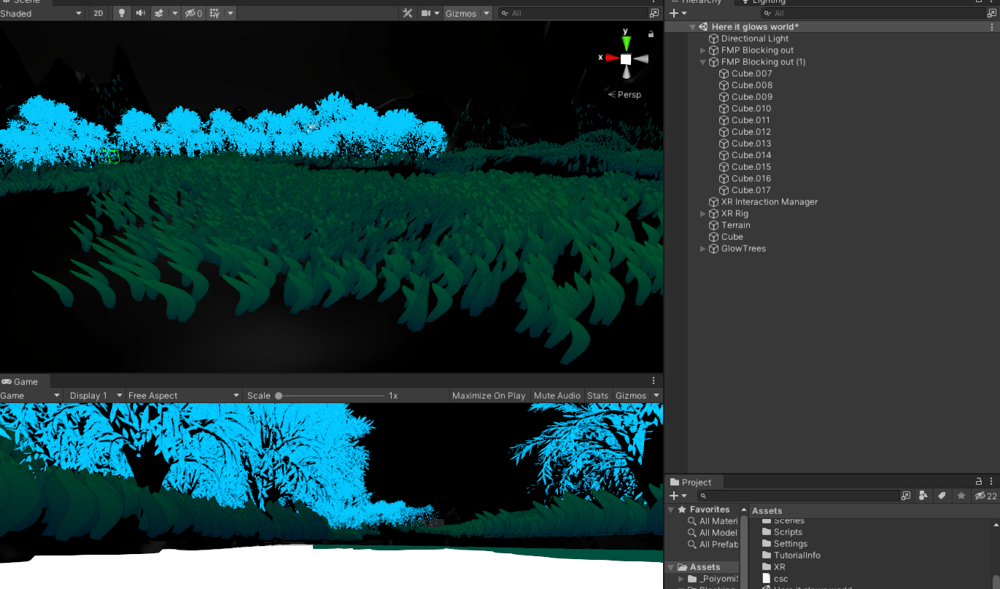 Scene
Shaded 2D 0 Gizmos All
y
x
Persp
Game
Game Display 1 Free Aspect Scale 1x Maximize On Play Mute Audio Stats Gizmos
Hierarchy Lighting
All
Here it glows world*
Directional Light
FMP Blocking out
FMP Blocking out (1)
Cube.007
Cube.008
Cube.009
Cube.010
Cube.011
Cube.012
Cube.013
Cube.014
Cube.015
Cube.016
Cube.017
XR Interaction Manager
XR Rig
Terrain
Cube
GlowTrees
Project
22
Favorites
All Materi
All Model
All Prefab
Assets
_PoiyomiS
Assets
Scenes
Scripts
Settings
TutorialInfo
XR
csc
Here it glows world